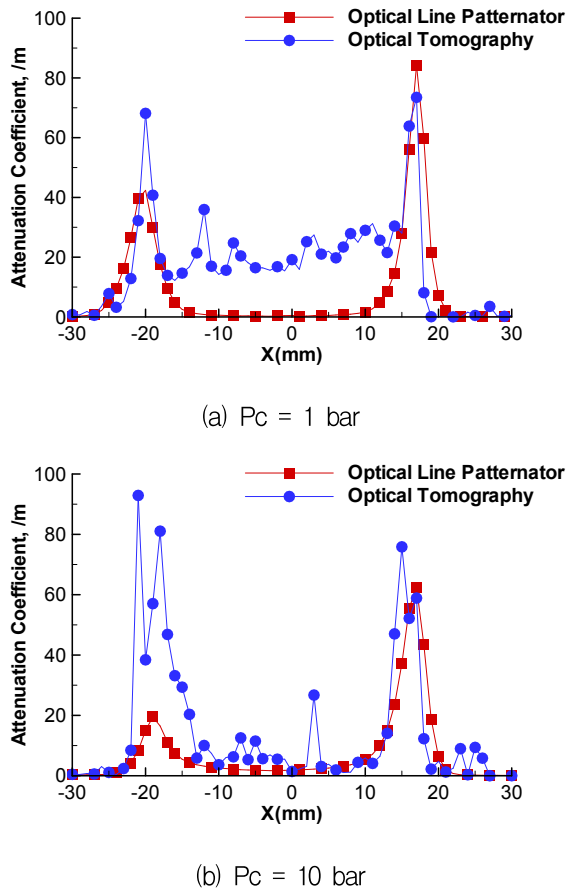 Optical Line Patternator
Optical Tomography
Attenuation Coefficient, /m
100
80
60
40
20
0
-30 -20 -10 0 10 20 30
X(mm)
(a) Pc = 1 bar
Optical Line Patternator
Optical Tomography
Attenuation Coefficient, /m
100
80
60
40
20
0
-30 -20 -10 0 10 20 30
X(mm)
(b) Pc = 10 bar